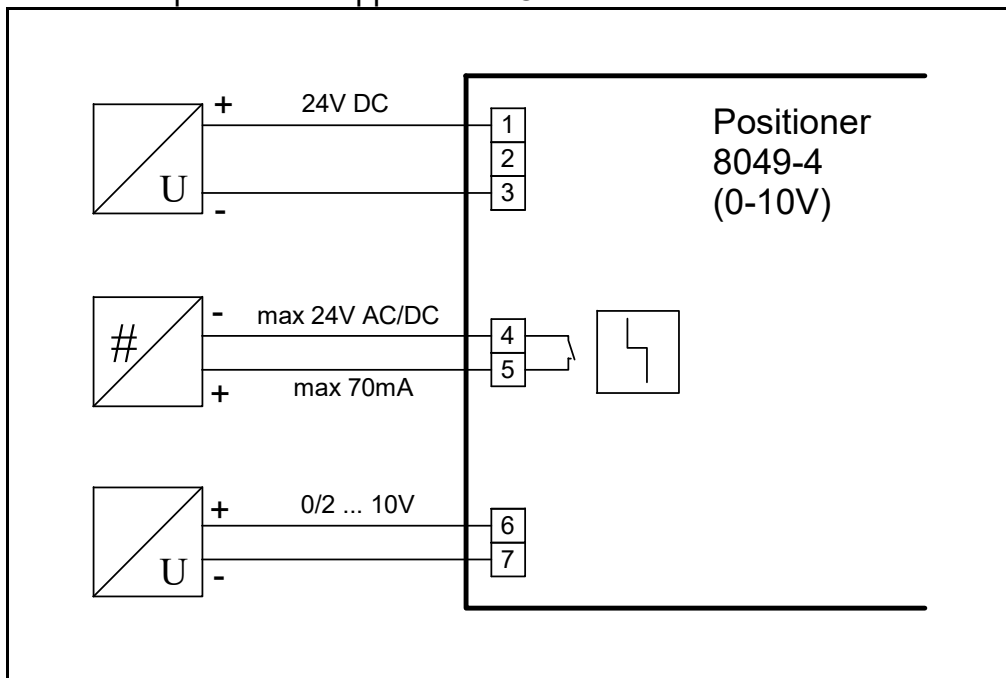 + 24V DC
U
-
1
2
3
Positioner
8049-4
(0-10V)
#
- max 24V AC/DC
+ max 70mA
4
5
+ 0/2 ... 10V
U
-
6
7